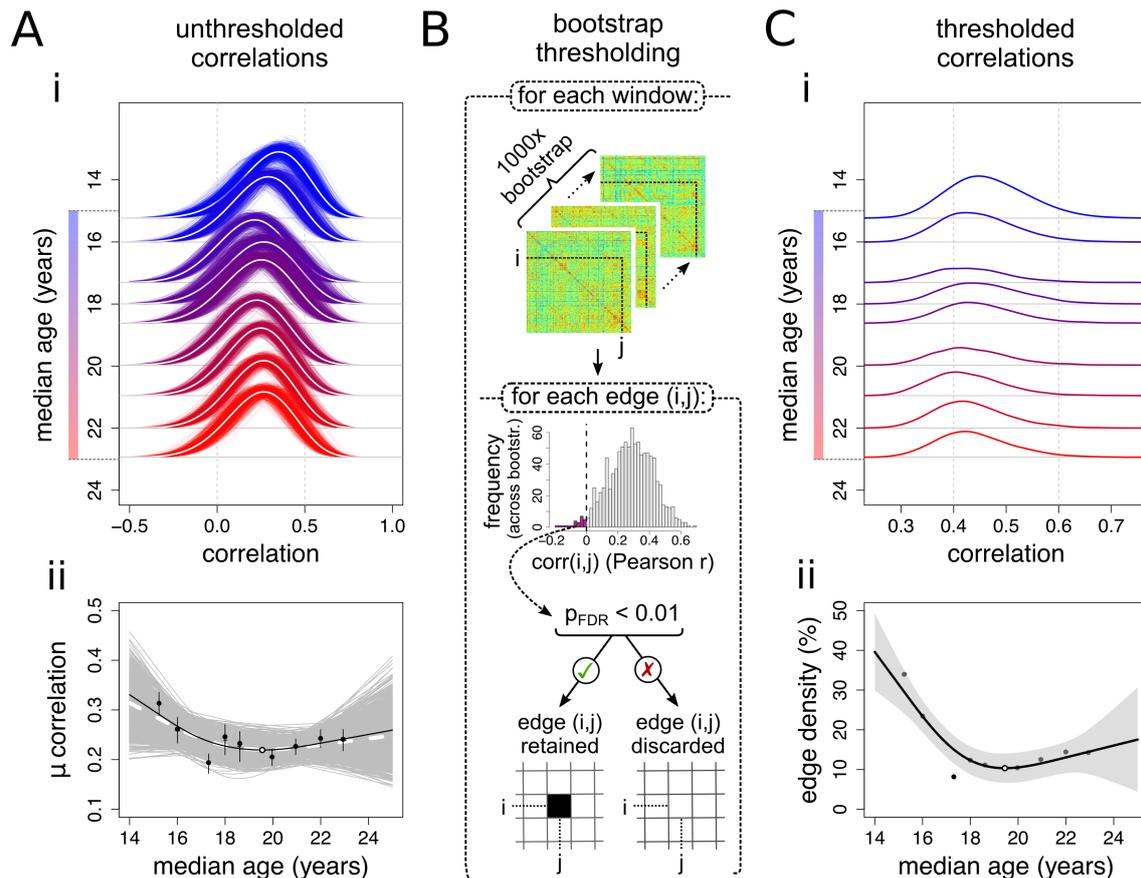 A
unthresholded
correlations
i
median age (years)
14
16
18
20
22
24
−0.5
0.0
0.5
1.0
correlation
ii
μ correlation
0.5
0.4
0.3
0.2
0.1
14
16
18
20
22
24
median age (years)
B
bootstrap
thresholding
for each window:
1000x
bootstrap
i
j
for each edge (i,j):
frequency
(across bootstr.)
60
40
20
0
−0.2
0
0.2
0.4
0.6
corr(i,j) (Pearson r)
pFDR < 0.01
✓
✗
edge (i,j)
retained
edge (i,j)
discarded
i
j
i
j
C
thresholded
correlations
i
median age (years)
14
16
18
20
22
24
0.3
0.4
0.5
0.6
0.7
correlation
ii
edge density (%)
50
40
30
20
10
0
14
16
18
20
22
24
median age (years)